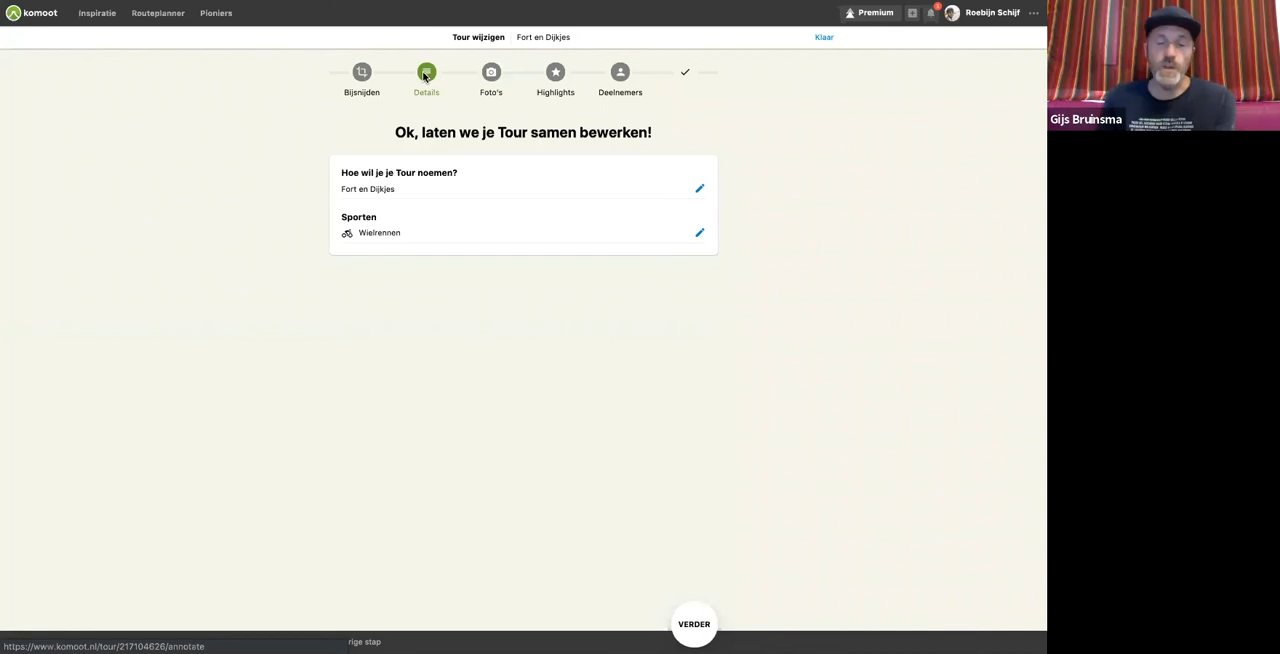 komoot Inspiratie Routeplanner Pioniers Premium Roebijn Schijf
Tour wijzigen Fort en Dijkjes Klaar
Bijsnijden Details Foto's Highlights Deelnemers
Ok, laten we je Tour samen bewerken!
Hoe wil je je Tour noemen?
Fort en Dijkjes
Sporten
Wielrennen
VERDER
rige stap
https://www.komoot.nl/tour/217104626/annotate
Gijs Bruinsma